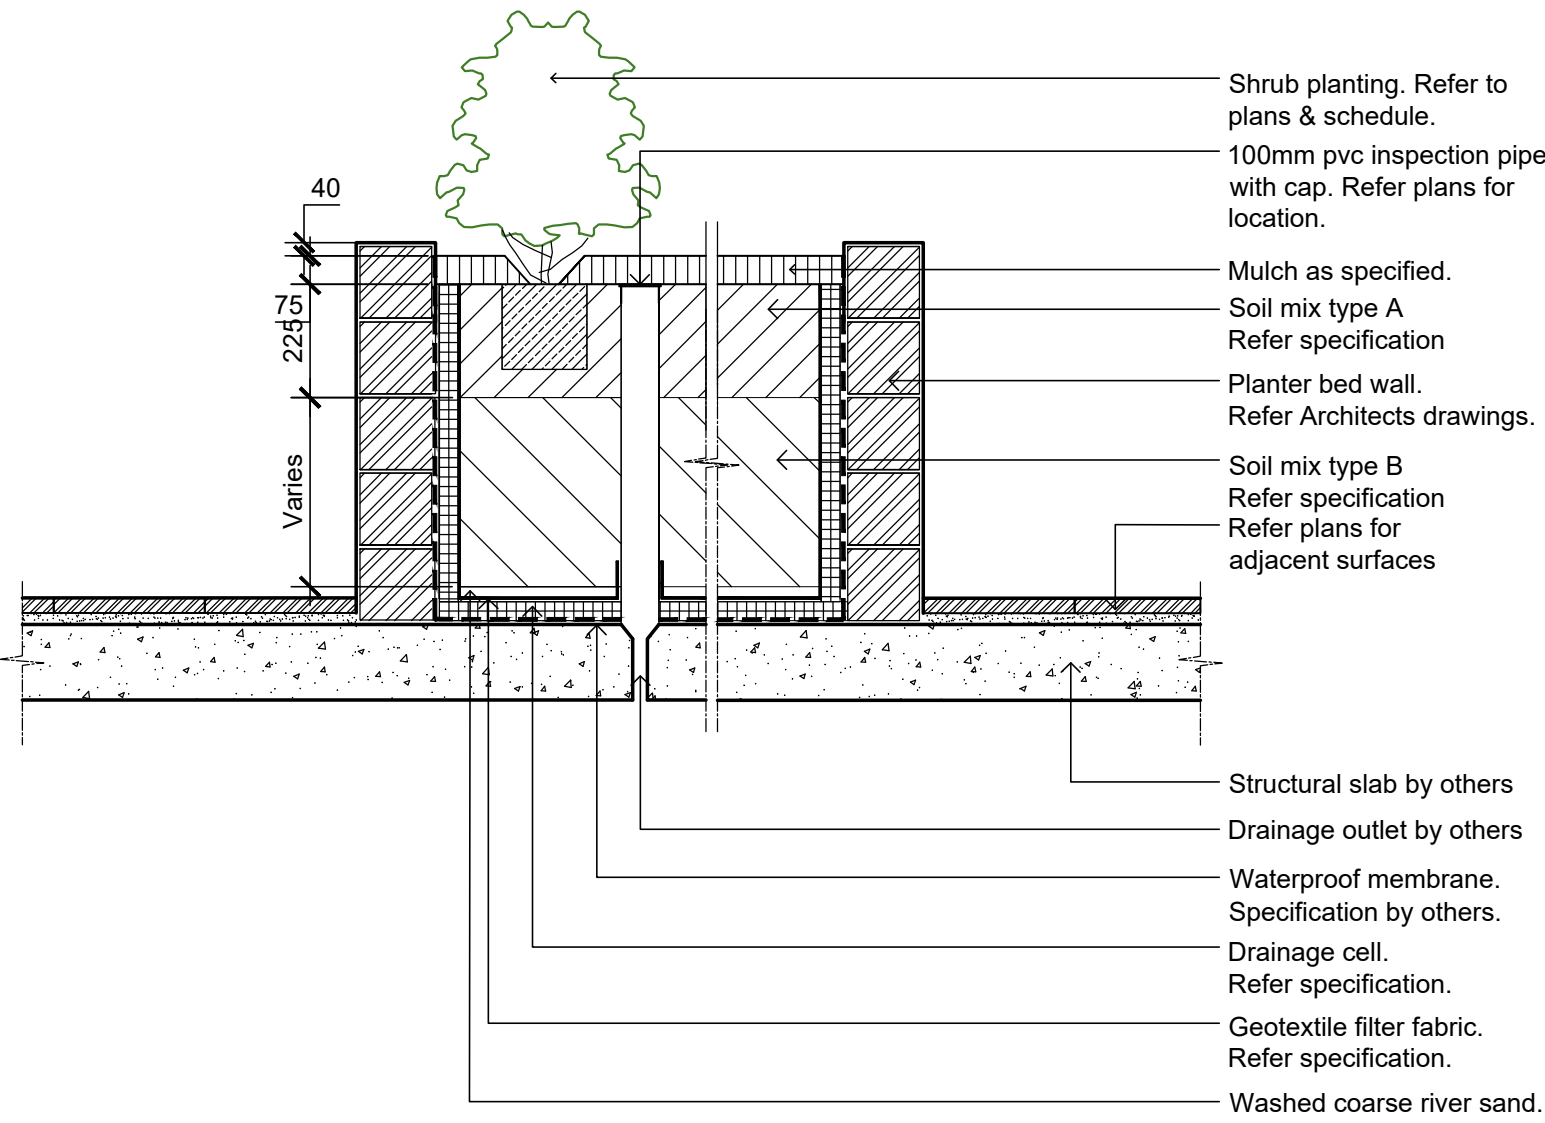 Shrub planting. Refer to
plans & schedule.
100mm pvc inspection pipe
with cap. Refer plans for
location.
40
Mulch as specified.
75
Soil mix type A
Refer specification
225
Planter bed wall.
Refer Architects drawings.
Varies
Soil mix type B
Refer specification
Refer plans for
adjacent surfaces
Structural slab by others
Drainage outlet by others
Waterproof membrane.
Specification by others.
Drainage cell.
Refer specification.
Geotextile filter fabric.
Refer specification.
Washed coarse river sand.